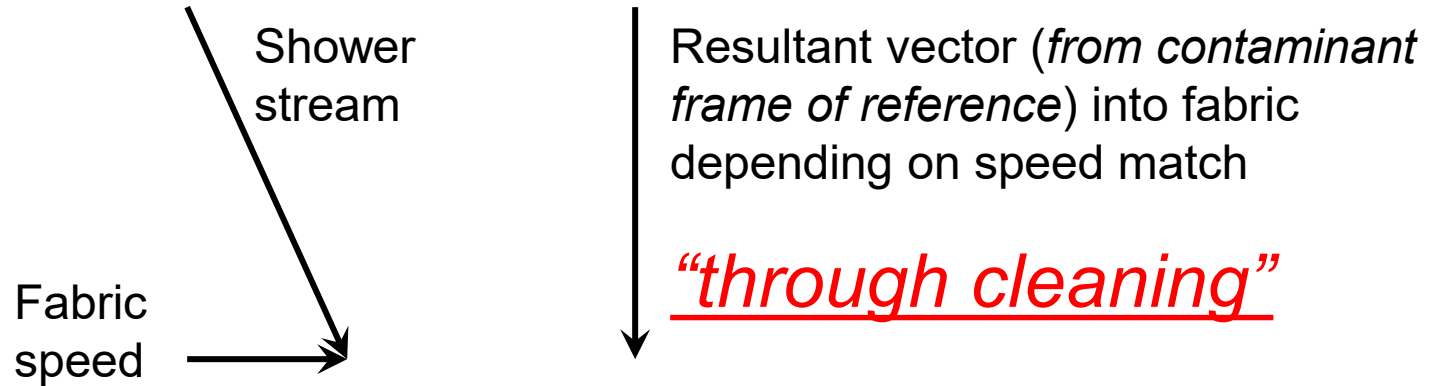 Shower
stream
Resultant vector (from contaminant
frame of reference) into fabric
depending on speed match
“through cleaning”
Fabric
speed